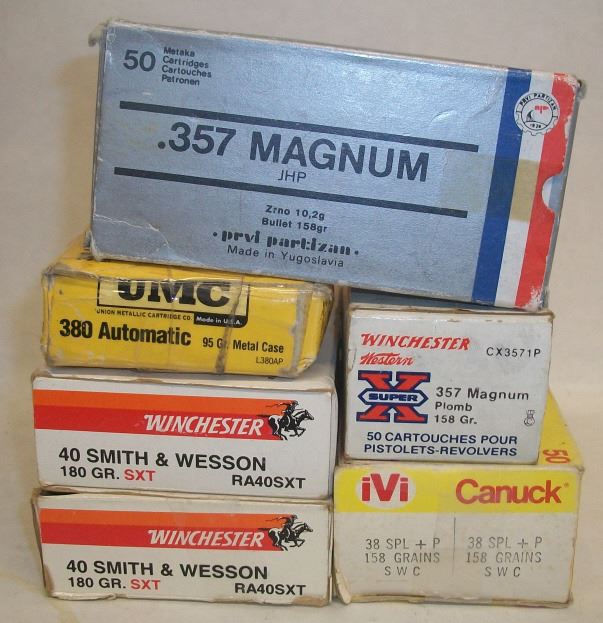 50 Metaka
Cartridges
Cartouches
Patronen
.357 MAGNUM
JHP
Zrno 10,2g
Bullet 158gr
• prvi partizan •
Made in Yugoslavia
PRVI PARTIZAN
UMC
UNION METALLIC CARTRIDGE CO. Made in U.S.A.
380 Automatic 95 Gr. Metal Case
L380AP
WINCHESTER CX3571P
Western
SUPER X
357 Magnum
Plomb
158 Gr.
50 CARTOUCHES POUR
PISTOLETS-REVOLVERS
WINCHESTER
40 SMITH & WESSON
180 GR. SXT RA40SXT
50
iVi Canuck
38 SPL + P 38 SPL + P
158 GRAINS 158 GRAINS
S W C S W C
WINCHESTER
40 SMITH & WESSON
180 GR. SXT RA40SXT